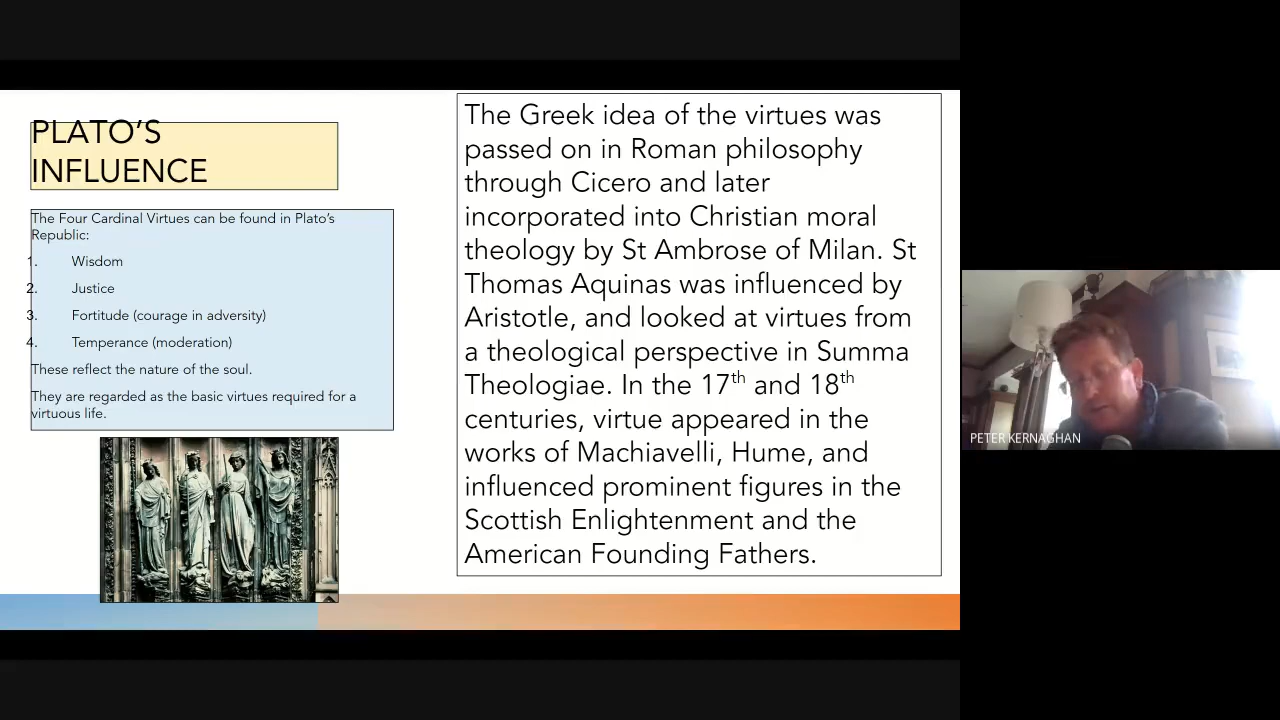 PLATO’S
INFLUENCE
The Four Cardinal Virtues can be found in Plato’s
Republic:
1. Wisdom
2. Justice
3. Fortitude (courage in adversity)
4. Temperance (moderation)
These reflect the nature of the soul.
They are regarded as the basic virtues required for a
virtuous life.
The Greek idea of the virtues was
passed on in Roman philosophy
through Cicero and later
incorporated into Christian moral
theology by St Ambrose of Milan. St
Thomas Aquinas was influenced by
Aristotle, and looked at virtues from
a theological perspective in Summa
Theologiae. In the 17th and 18th
centuries, virtue appeared in the
works of Machiavelli, Hume, and
influenced prominent figures in the
Scottish Enlightenment and the
American Founding Fathers.
PETER KERNAGHAN